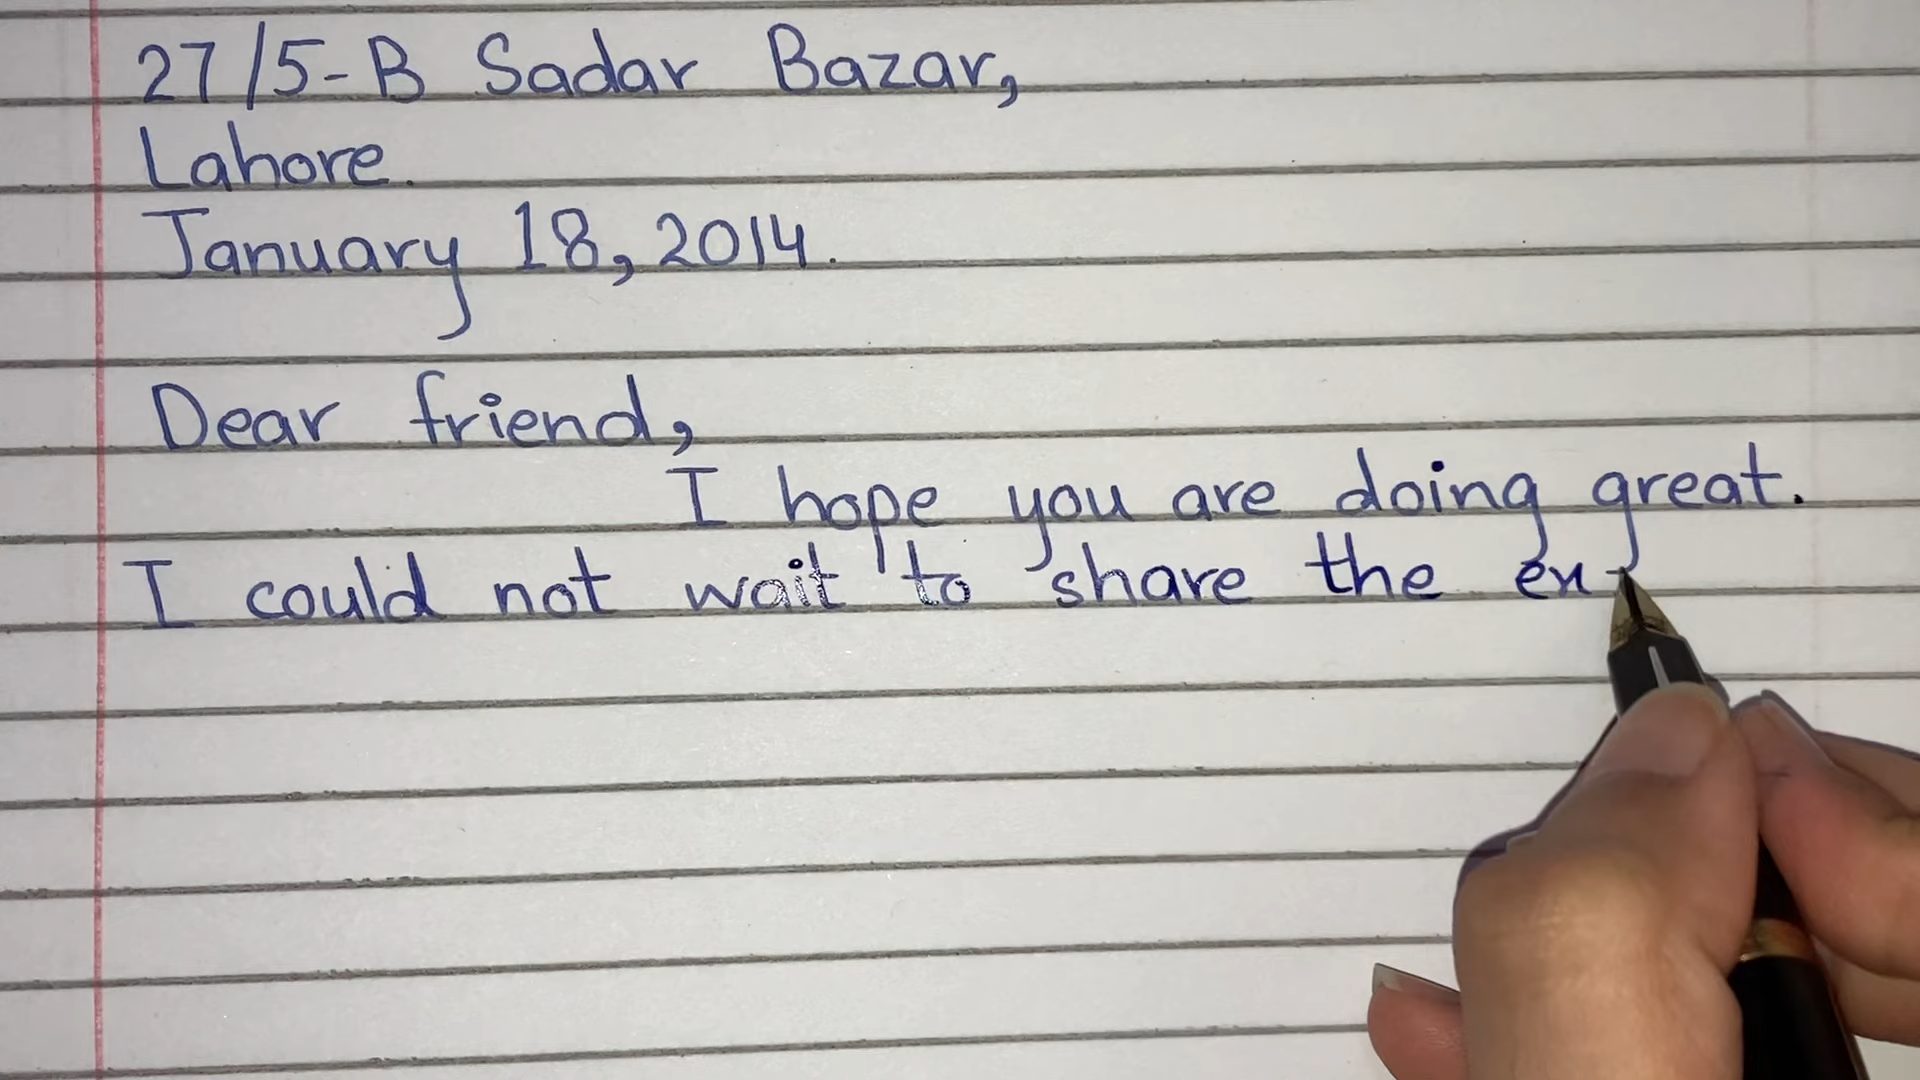 27/5-B Sadar Bazar,
Lahore.
January 18, 2014.
Dear friend,
I hope you are doing great.
I could not wait to share the ex